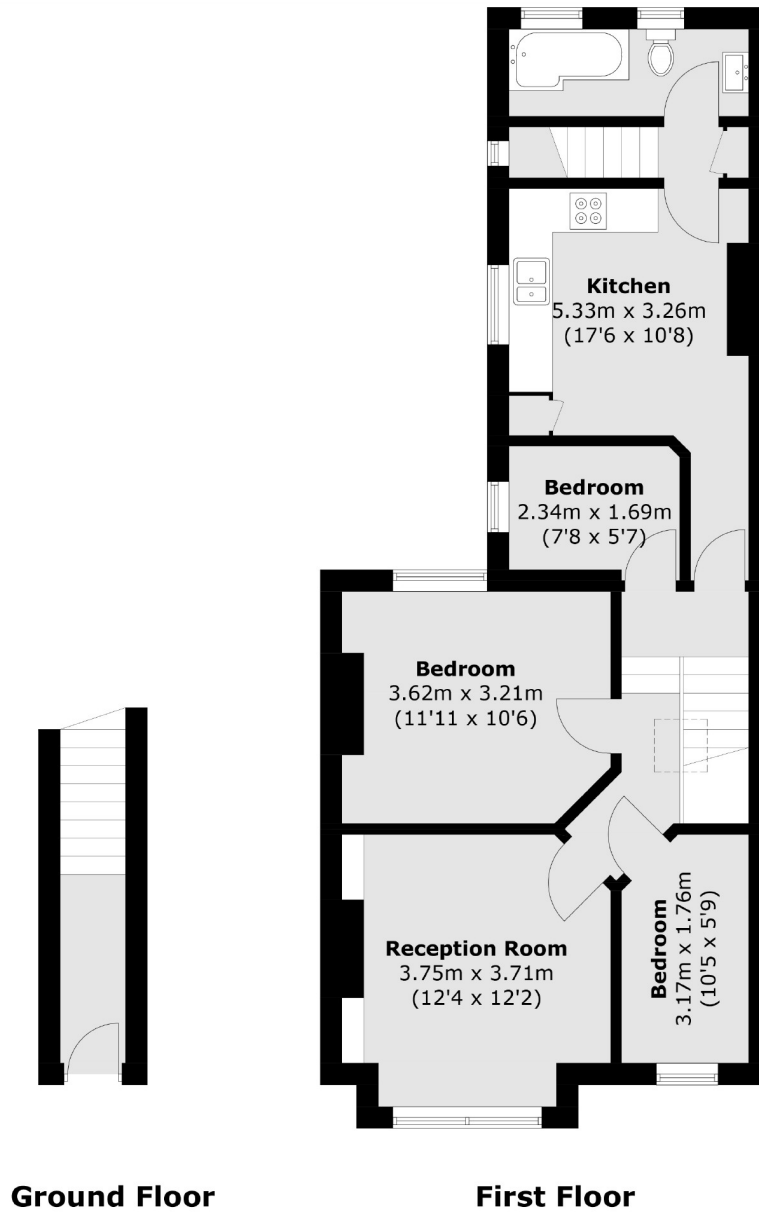 Kitchen
5.33m x 3.26m
(17'6 x 10'8)
Bedroom
2.34m x 1.69m
(7'8 x 5'7)
Bedroom
3.62m x 3.21m
(11'11 x 10'6)
Reception Room
3.75m x 3.71m
(12'4 x 12'2)
Bedroom
3.17m x 1.76m
(10'5 x 5'9)
Ground Floor
First Floor